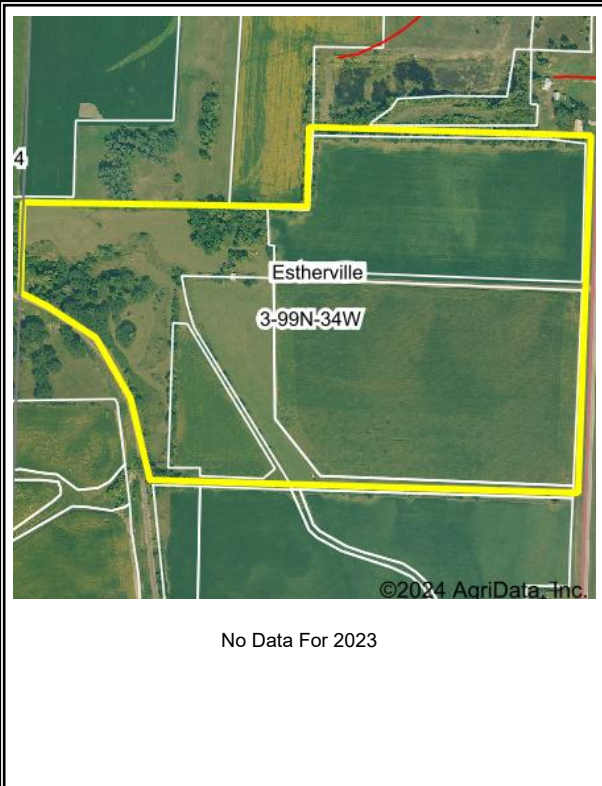 4
Estherville
3-99N-34W
©2024 AgriData, Inc.
No Data For 2023